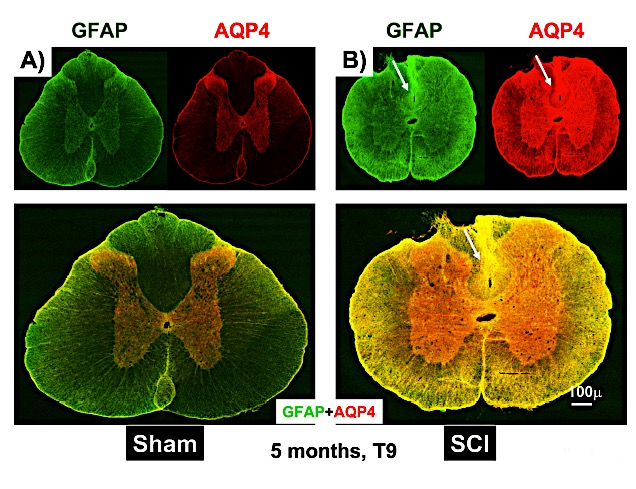 GFAP AQP4 GFAP AQP4
A) B)
100µ
GFAP+AQP4
Sham SCI
5 months, T9